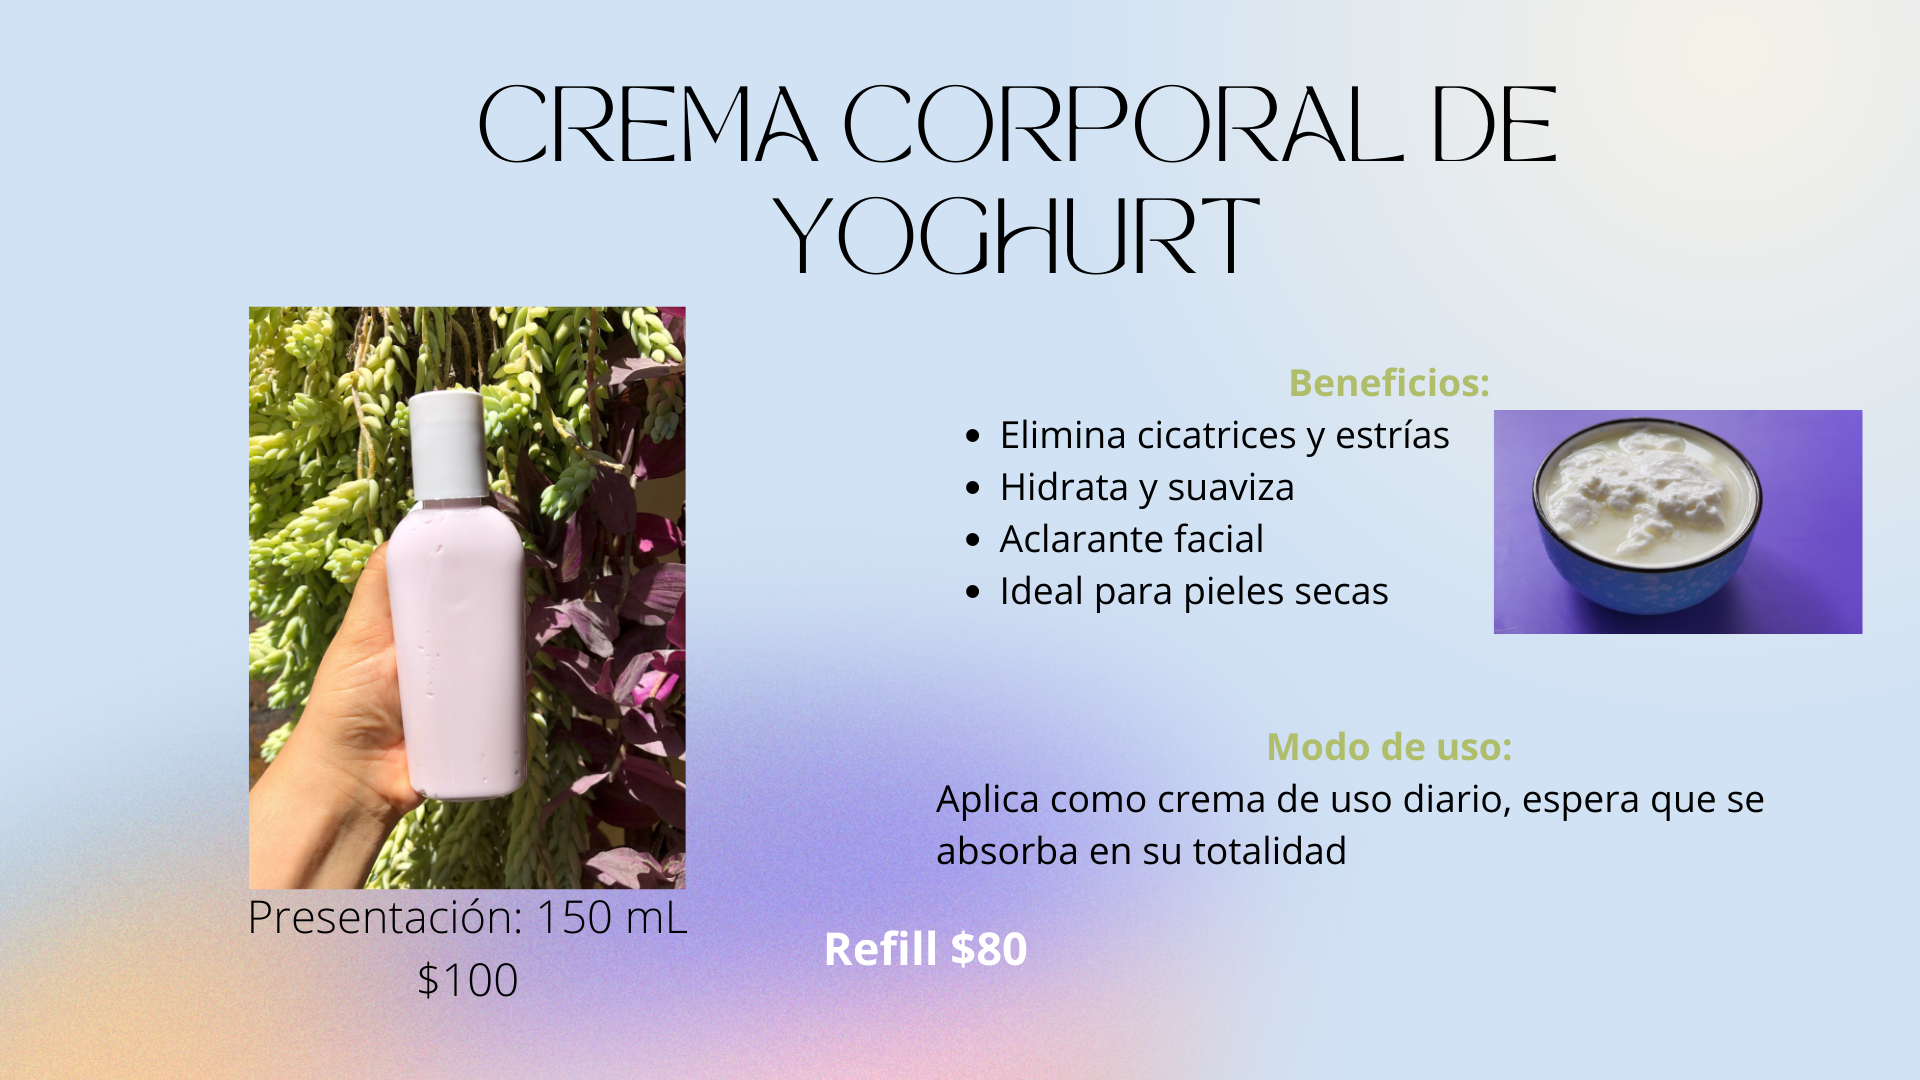 CREMA CORPORAL DE
YOGHURT
Beneficios:
• Elimina cicatrices y estrías
• Hidrata y suaviza
• Aclarante facial
• Ideal para pieles secas
Modo de uso:
Aplica como crema de uso diario, espera que se
absorba en su totalidad
Presentación: 150 mL
$100
Refill $80